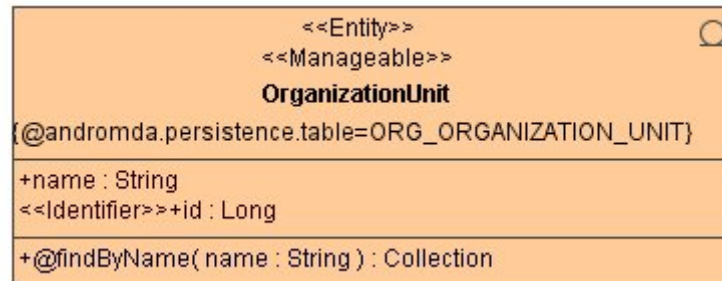 <<Entity>>
<<Manageable>>
OrganizationUnit
{@andromda.persistence.table=ORG_ORGANIZATION_UNIT}
+name : String
<<Identifier>>+id : Long
+@findByName( name : String ) : Collection